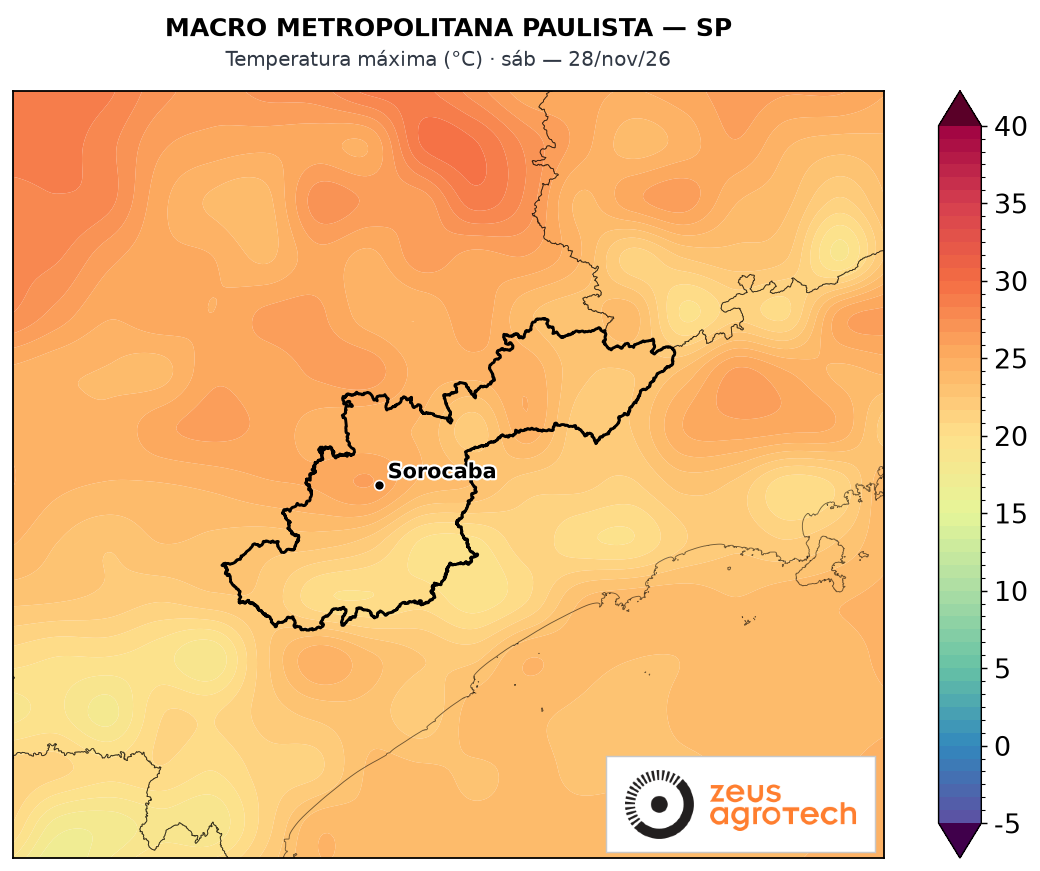 MACRO METROPOLITANA PAULISTA — SP
Temperatura máxima (°C) · sáb — 28/nov/26
40
35
30
25
20
15
10
5
0
-5
Sorocaba
zeus
agrotech